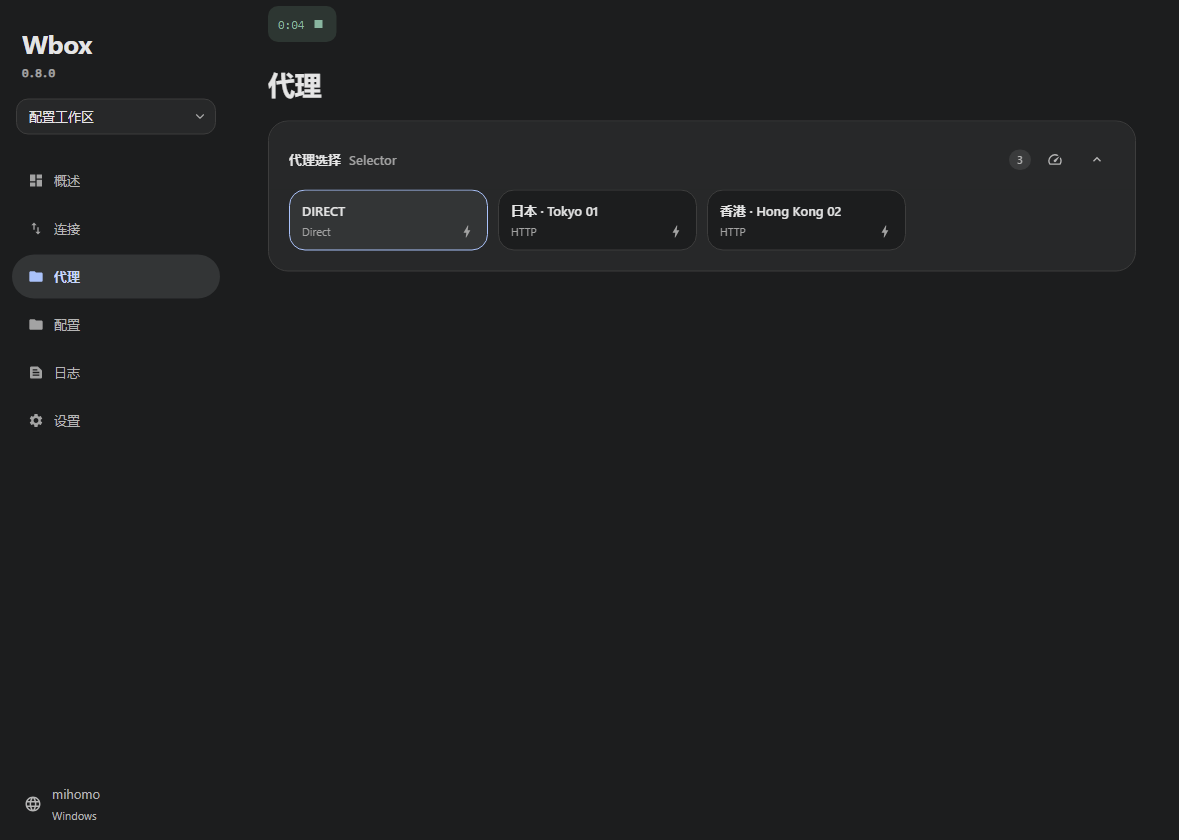 0:04
Wbox
0.8.0
配置工作区
概述
连接
代理
配置
日志
设置
mihomo
Windows
代理
代理选择 Selector
3
DIRECT
Direct
日本 · Tokyo 01
HTTP
香港 · Hong Kong 02
HTTP